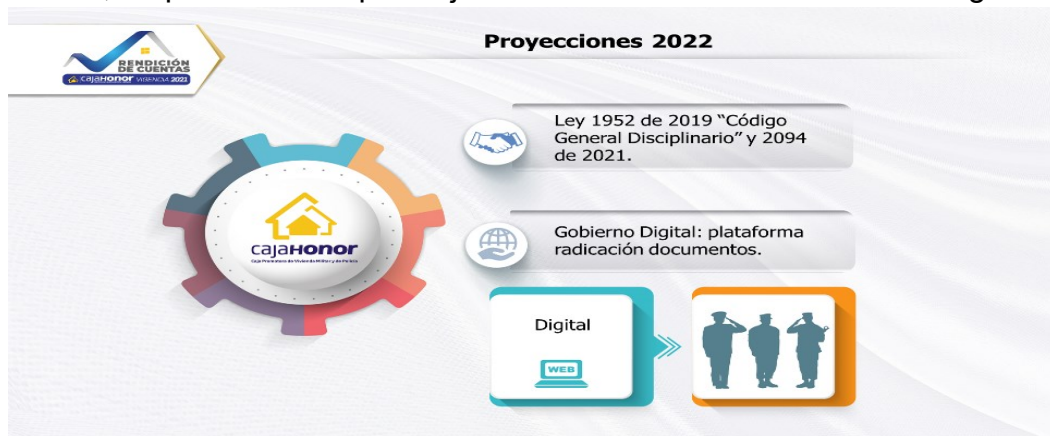 Proyecciones 2022
RENDICIÓN
DE CUENTAS
CajaHonor VIGENCIA 2021
Ley 1952 de 2019 “Código
General Disciplinario” y 2094
de 2021.
CajaHonor
Caja Promotora de Vivienda Militar y de Policía
Gobierno Digital: plataforma
radicación documentos.
Digital
WEB